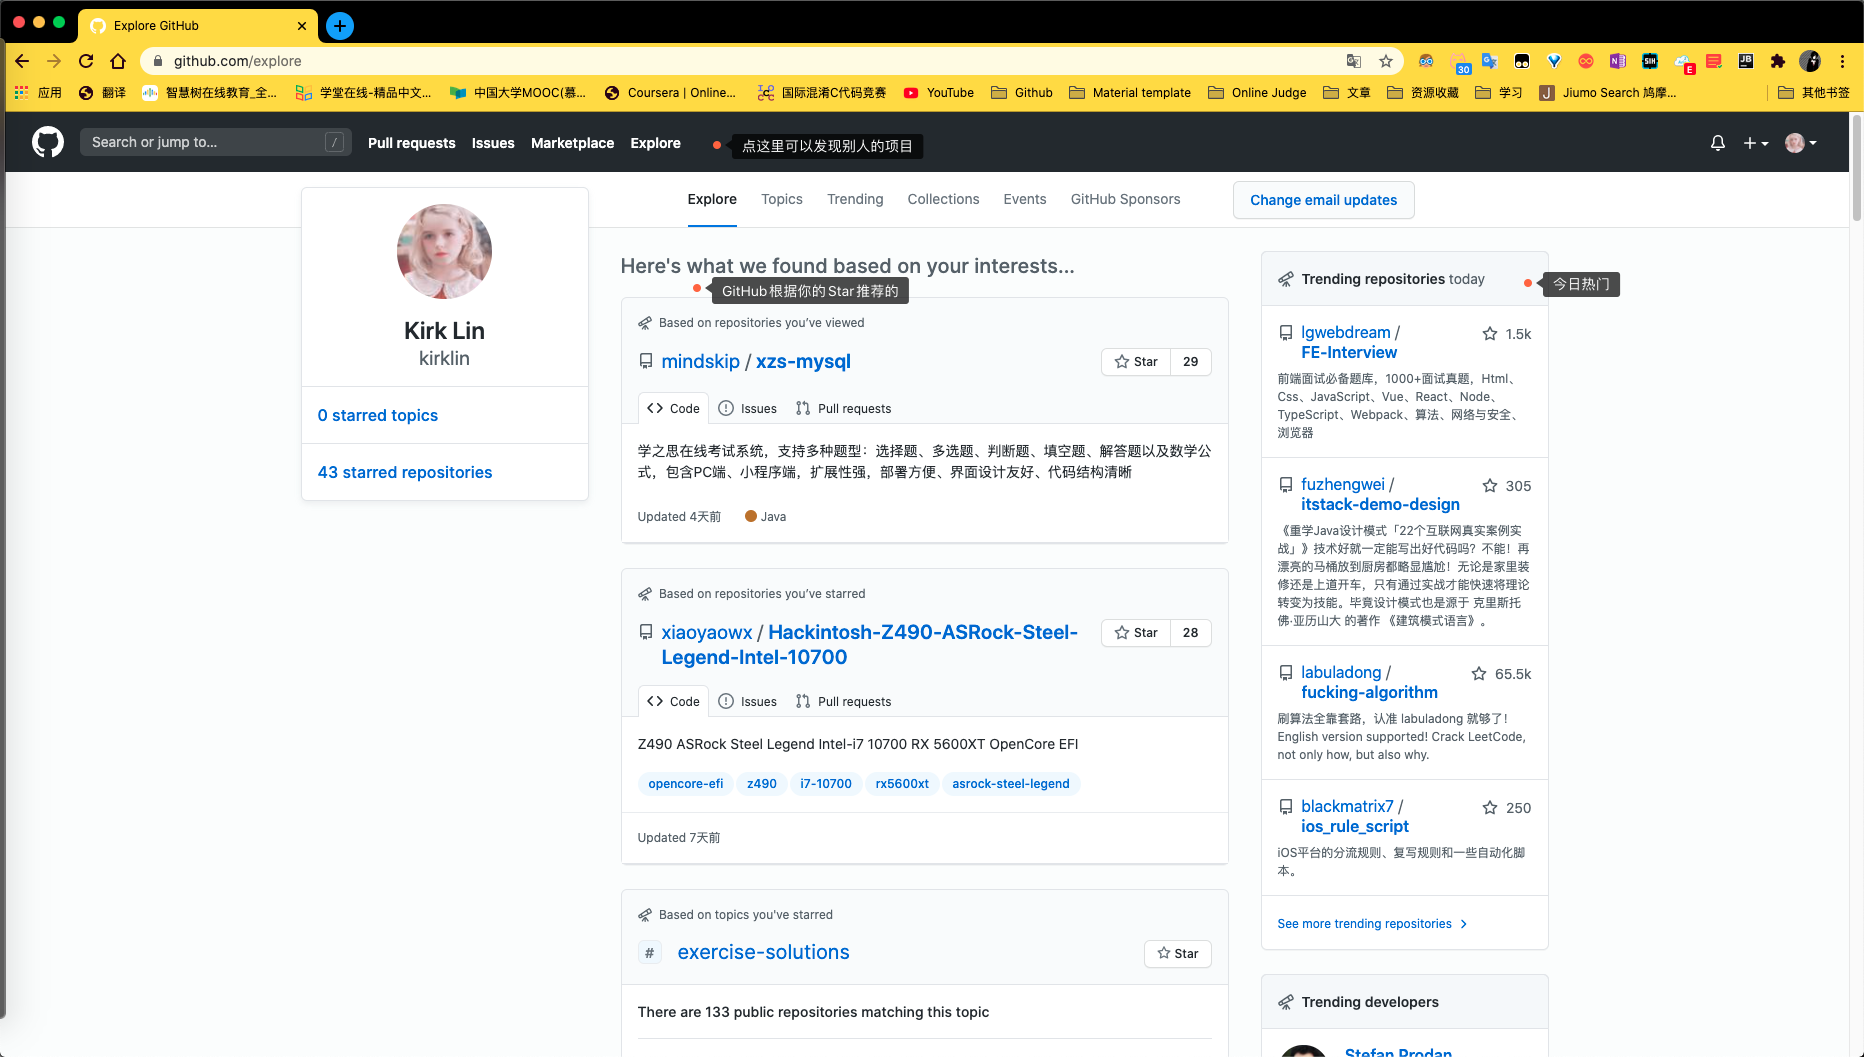 Explore GitHub
github.com/explore
30
E
JB
应用
翻译
智慧树在线教育_全...
学堂在线-精品中文...
中国大学MOOC(慕...
Coursera | Online...
国际混淆C代码竞赛
YouTube
Github
Material template
Online Judge
文章
资源收藏
学习
J
Jiumo Search 鸠摩...
其他书签
Search or jump to...
/
Pull requests
Issues
Marketplace
Explore
点这里可以发现别人的项目
Explore
Topics
Trending
Collections
Events
GitHub Sponsors
Change email updates
Kirk Lin
kirklin
0 starred topics
43 starred repositories
Here's what we found based on your interests...
GitHub根据你的Star推荐的
Based on repositories you've viewed
mindskip / xzs-mysql
Star 29
Code
Issues
Pull requests
学之思在线考试系统，支持多种题型：选择题、多选题、判断题、填空题、解答题以及数学公
式，包含PC端、小程序端，扩展性强，部署方便、界面设计友好、代码结构清晰
Updated 4天前
Java
Based on repositories you've starred
xiaoyaowx / Hackintosh-Z490-ASRock-Steel-
Legend-Intel-10700
Star 28
Code
Issues
Pull requests
Z490 ASRock Steel Legend Intel-i7 10700 RX 5600XT OpenCore EFI
opencore-efi
z490
i7-10700
rx5600xt
asrock-steel-legend
Updated 7天前
Based on topics you've starred
# exercise-solutions
Star
There are 133 public repositories matching this topic
Trending repositories today
今日热门
lgwebdream /
FE-Interview
1.5k
前端面试必备题库，1000+面试真题，Html、
Css、JavaScript、Vue、React、Node、
TypeScript、Webpack、算法、网络与安全、
浏览器
fuzhengwei /
itstack-demo-design
305
《重学Java设计模式「22个互联网真实案例实
战」》技术好就一定能写出好代码吗？不能！再
漂亮的马桶放到厨房都略显尴尬！无论是家里装
修还是上道开车，只有通过实战才能快速将理论
转变为技能。毕竟设计模式也是源于 克里斯托
佛·亚历山大 的著作 《建筑模式语言》。
labuladong /
fucking-algorithm
65.5k
刷算法全靠套路，认准 labuladong 就够了！
English version supported! Crack LeetCode,
not only how, but also why.
blackmatrix7 /
ios_rule_script
250
iOS平台的分流规则、复写规则和一些自动化脚
本。
See more trending repositories
Trending developers
Stefan Prodan